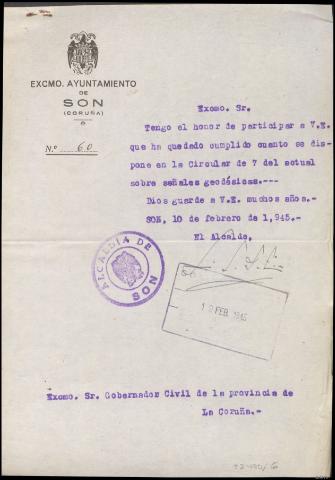 EXCMO. AYUNTAMIENTO
DE
SON
(CORUÑA)
N.º 60
Excmo. Sr.
Tengo el honor de participar a V.E.
que ha quedado cumplido cuanto se dis-
pone en la Circular de 7 del actual
sobre señales geodésicas.---
Dios guarde a V.E. muchos años.-
SON, 10 de febrero de 1,945.-
El Alcalde,
ALCALDIA DE
SON
FEB. 1945
Excmo. Sr. Gobernador Civil de la provincia de
La Coruña.-